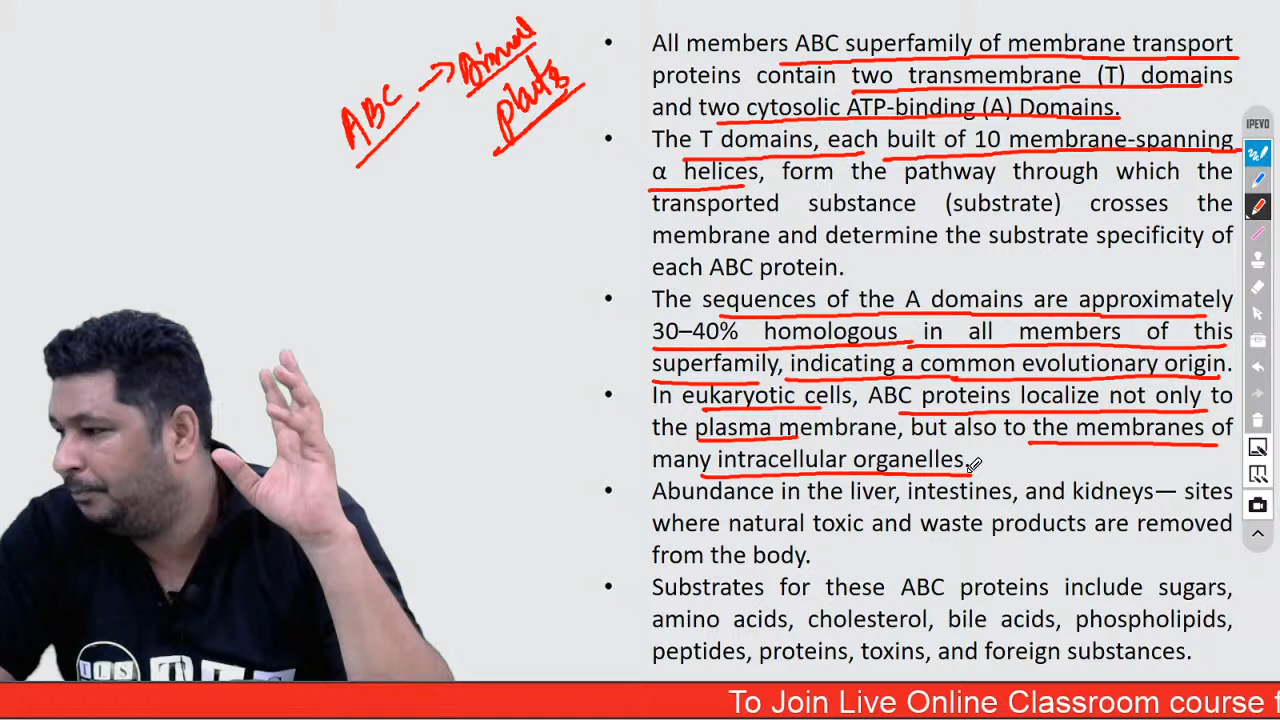 ABC → Animal
plants
• All members ABC superfamily of membrane transport
proteins contain two transmembrane (T) domains
and two cytosolic ATP-binding (A) Domains.
• The T domains, each built of 10 membrane-spanning
α helices, form the pathway through which the
transported substance (substrate) crosses the
membrane and determine the substrate specificity of
each ABC protein.
• The sequences of the A domains are approximately
30–40% homologous in all members of this
superfamily, indicating a common evolutionary origin.
• In eukaryotic cells, ABC proteins localize not only to
the plasma membrane, but also to the membranes of
many intracellular organelles.
• Abundance in the liver, intestines, and kidneys— sites
where natural toxic and waste products are removed
from the body.
• Substrates for these ABC proteins include sugars,
amino acids, cholesterol, bile acids, phospholipids,
peptides, proteins, toxins, and foreign substances.
IPEVO
To Join Live Online Classroom course f